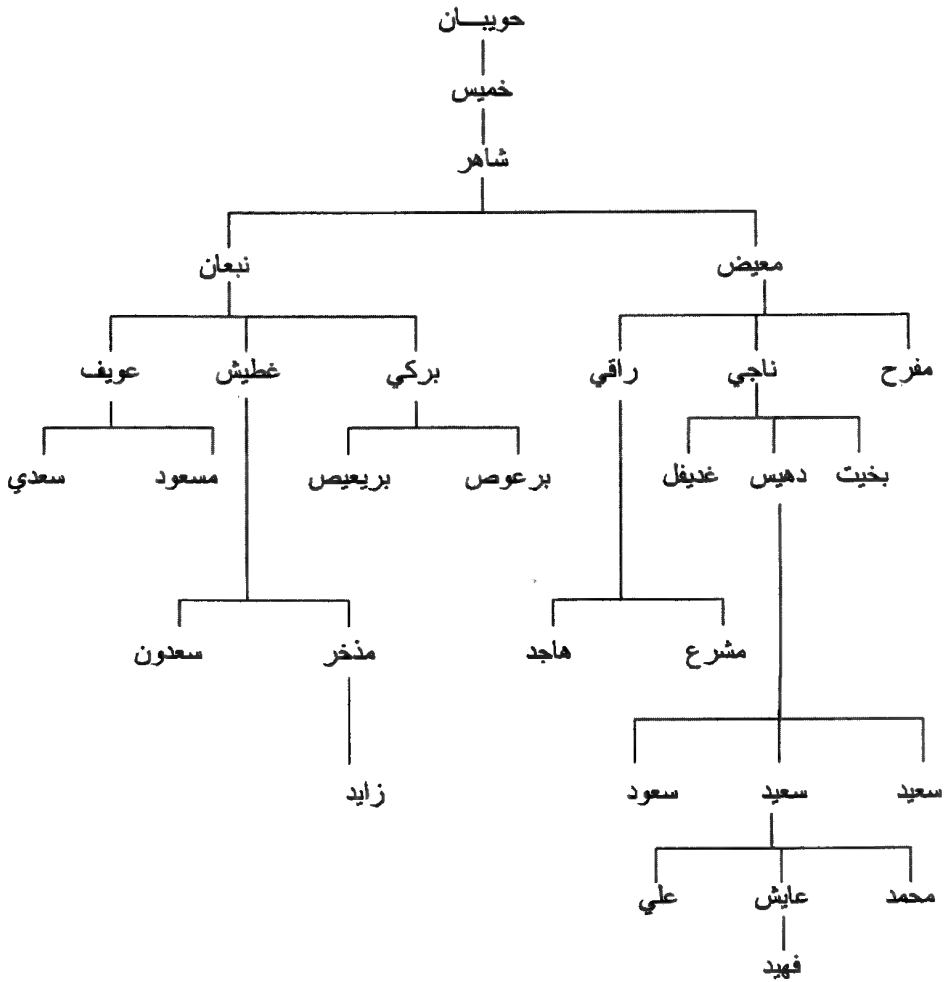 حويبـــان
خميس
شاهر
معيض نبعان
مفرح ناجي راقي بركي غطيش عويف
بخيت دهيس غديفل برعوص بريعيص مسعود سعدي
مشرع هاجد مذخر سعدون
سعيد سعيد سعود زايد
محمد عايش علي
فهيد